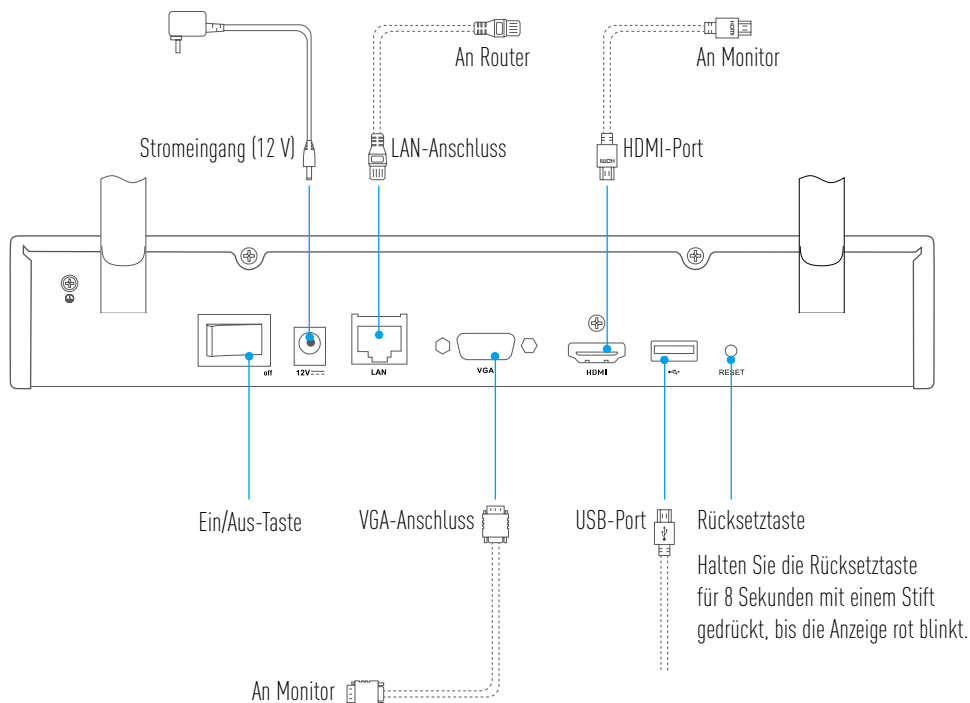 An Router
An Monitor
Stromeingang (12 V)
LAN-Anschluss
HDMI-Port
HDMI
HDMI
off
12V
LAN
VGA
HDMI
RESET
Ein/Aus-Taste
VGA-Anschluss
USB-Port
Rücksetztaste
Halten Sie die Rücksetztaste
für 8 Sekunden mit einem Stift
gedrückt, bis die Anzeige rot blinkt.
An Monitor